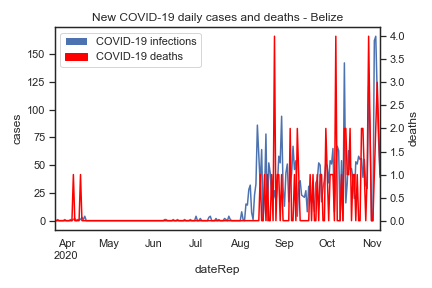 New COVID-19 daily cases and deaths - Belize
COVID-19 infections
COVID-19 deaths
150
125
100
75
50
25
0
cases
4.0
3.5
3.0
2.5
2.0
1.5
1.0
0.5
0.0
deaths
Apr May Jun Jul Aug Sep Oct Nov
2020
dateRep